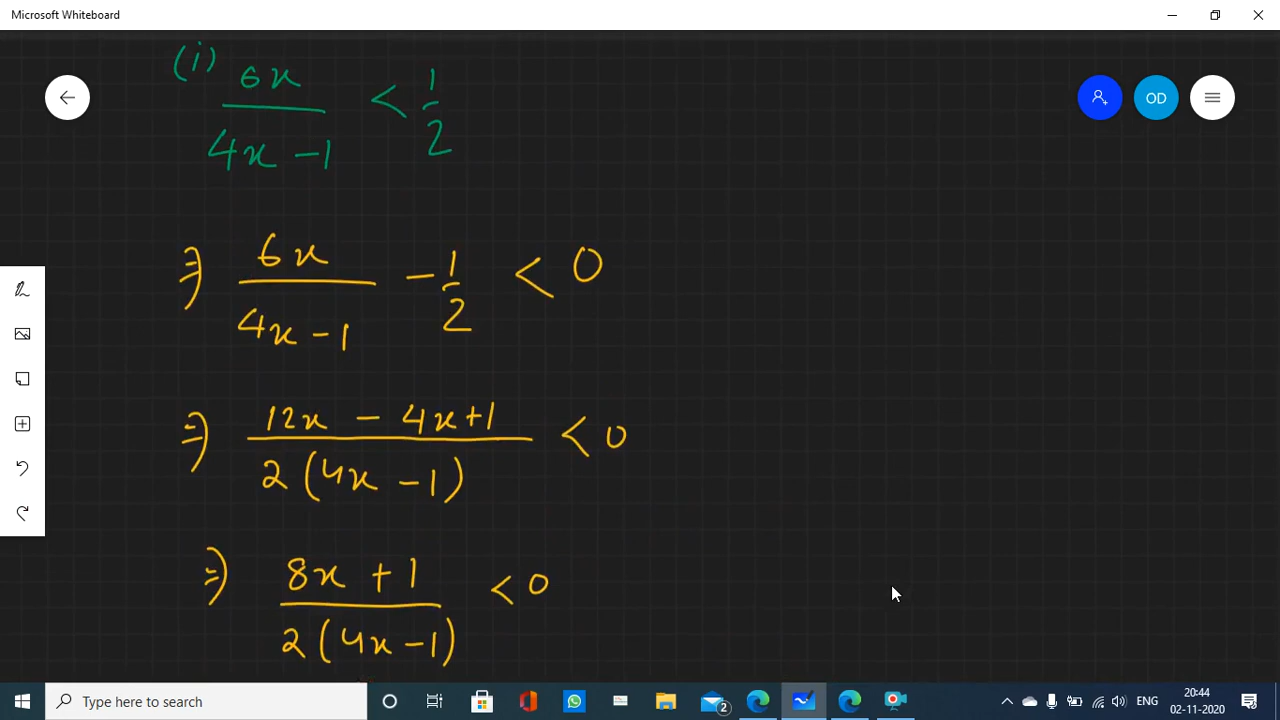 Microsoft Whiteboard
(i) 6x/(4x-1) < 1/2
OD
⇒ 6x/(4x-1) - 1/2 < 0
⇒ (12x - 4x+1)/(2(4x-1)) < 0
⇒ (8x + 1)/(2(4x-1)) < 0
Type here to search
2
ENG
20:44
02-11-2020